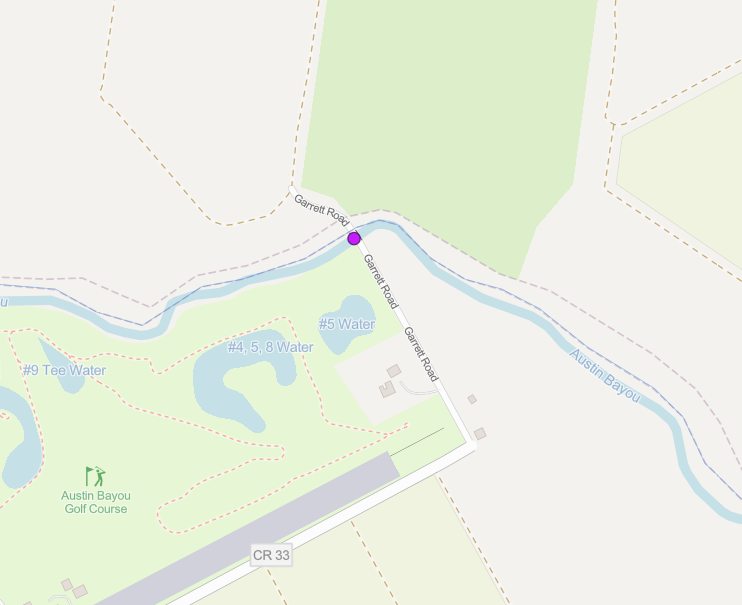 Garrett Road
Garrett Road
ou
#5 Water
Garrett Road
#4, 5, 8 Water
#9 Tee Water
Austin Bayou
Austin Bayou
Golf Course
CR 33